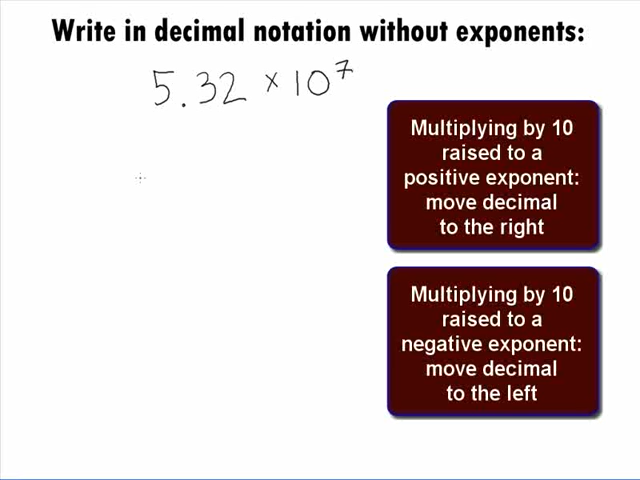 Write in decimal notation without exponents:
5.32 × 10⁷
Multiplying by 10
raised to a
positive exponent:
move decimal
to the right
Multiplying by 10
raised to a
negative exponent:
move decimal
to the left